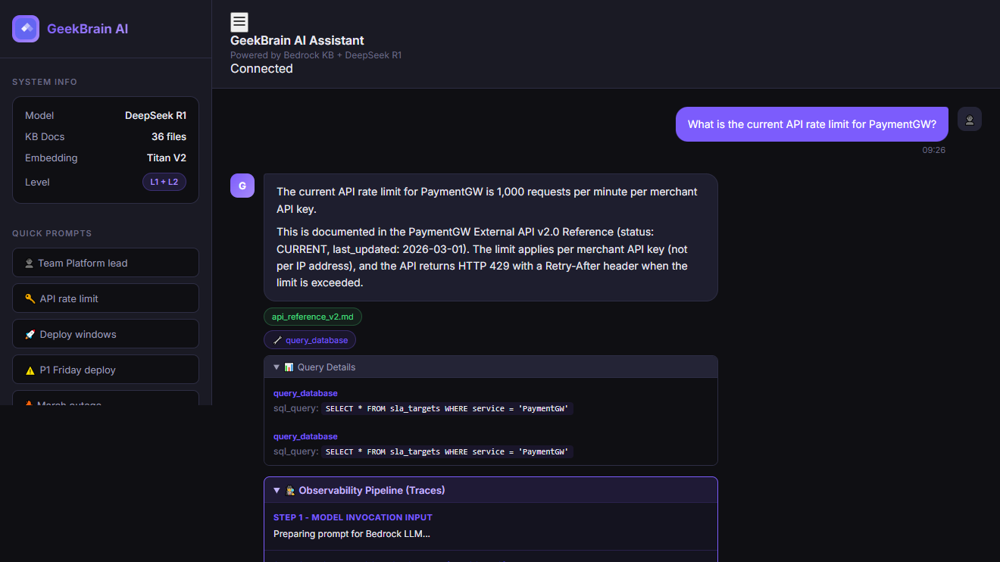 GeekBrain AI
SYSTEM INFO
Model DeepSeek R1
KB Docs 36 files
Embedding Titan V2
Level L1 + L2
QUICK PROMPTS
Team Platform lead
API rate limit
Deploy windows
P1 Friday deploy
March outage
GeekBrain AI Assistant
Powered by Bedrock KB + DeepSeek R1
Connected
What is the current API rate limit for PaymentGW?
09:26
G
The current API rate limit for PaymentGW is 1,000 requests per minute per merchant
API key.
This is documented in the PaymentGW External API v2.0 Reference (status:
CURRENT, last_updated: 2026-03-01). The limit applies per merchant API key (not
per IP address), and the API returns HTTP 429 with a Retry-After header when the
limit is exceeded.
api_reference_v2.md
query_database
▼ Query Details
query_database
sql_query: SELECT * FROM sla_targets WHERE service = 'PaymentGW'
query_database
sql_query: SELECT * FROM sla_targets WHERE service = 'PaymentGW'
▼ Observability Pipeline (Traces)
STEP 1 - MODEL INVOCATION INPUT
Preparing prompt for Bedrock LLM...